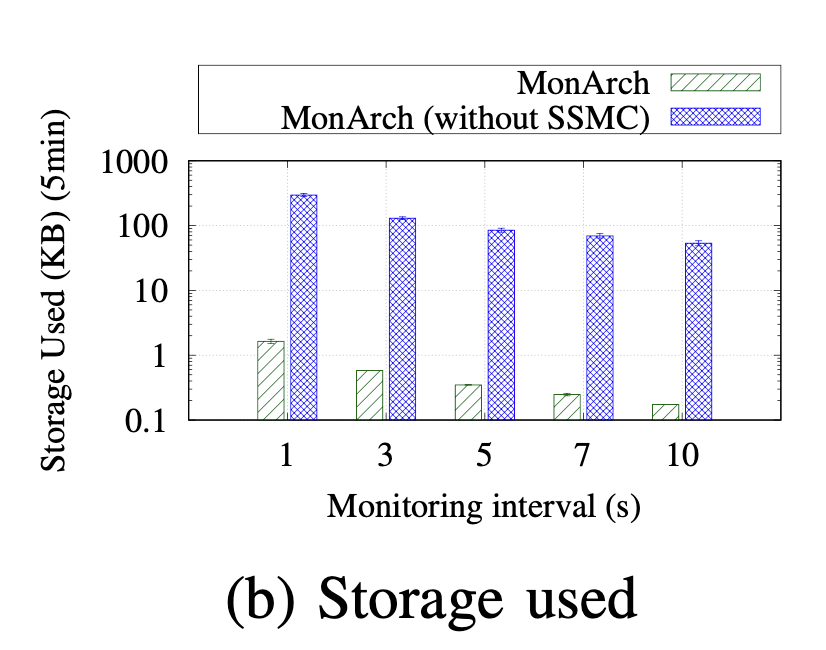 MonArch
MonArch (without SSMC)
Storage Used (KB) (5min)
1000
100
10
1
0.1
1 3 5 7 10
Monitoring interval (s)
(b) Storage used